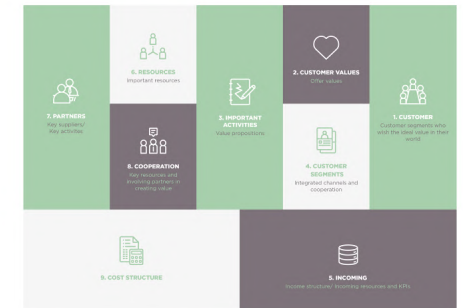 7. PARTNERS
Key suppliers/
Key activities
6. RESOURCES
Important resources
8. COOPERATION
Key resources and
involving partners in
creating value
3. IMPORTANT
ACTIVITIES
Value propositions
2. CUSTOMER VALUES
Offer values
4. CUSTOMER
SEGMENTS
Integrated channels and
cooperation
1. CUSTOMER
Customer segments who
wish the ideal value in their
world
9. COST STRUCTURE
5. INCOMING
Income structure/ Incoming resources and KPIs